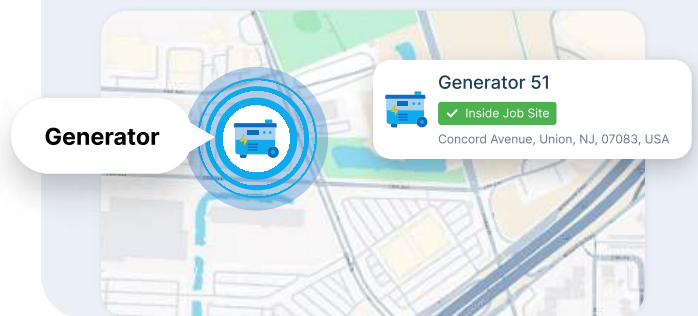 Generator
Generator 51
Inside Job Site
Concord Avenue, Union, NJ, 07083, USA